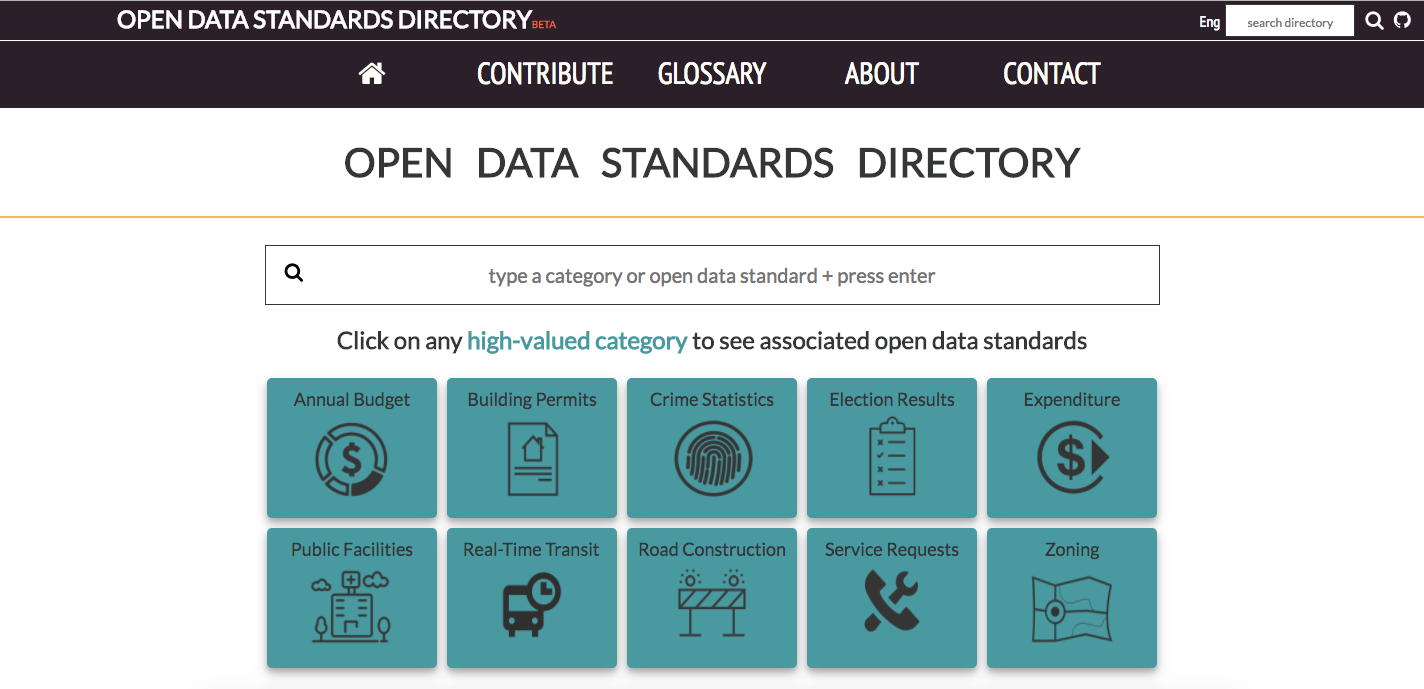 OPEN DATA STANDARDS DIRECTORY BETA
Eng
search directory
CONTRIBUTE GLOSSARY ABOUT CONTACT
OPEN DATA STANDARDS DIRECTORY
type a category or open data standard + press enter
Click on any high-valued category to see associated open data standards
Annual Budget
Building Permits
Crime Statistics
Election Results
Expenditure
Public Facilities
Real-Time Transit
Road Construction
Service Requests
Zoning